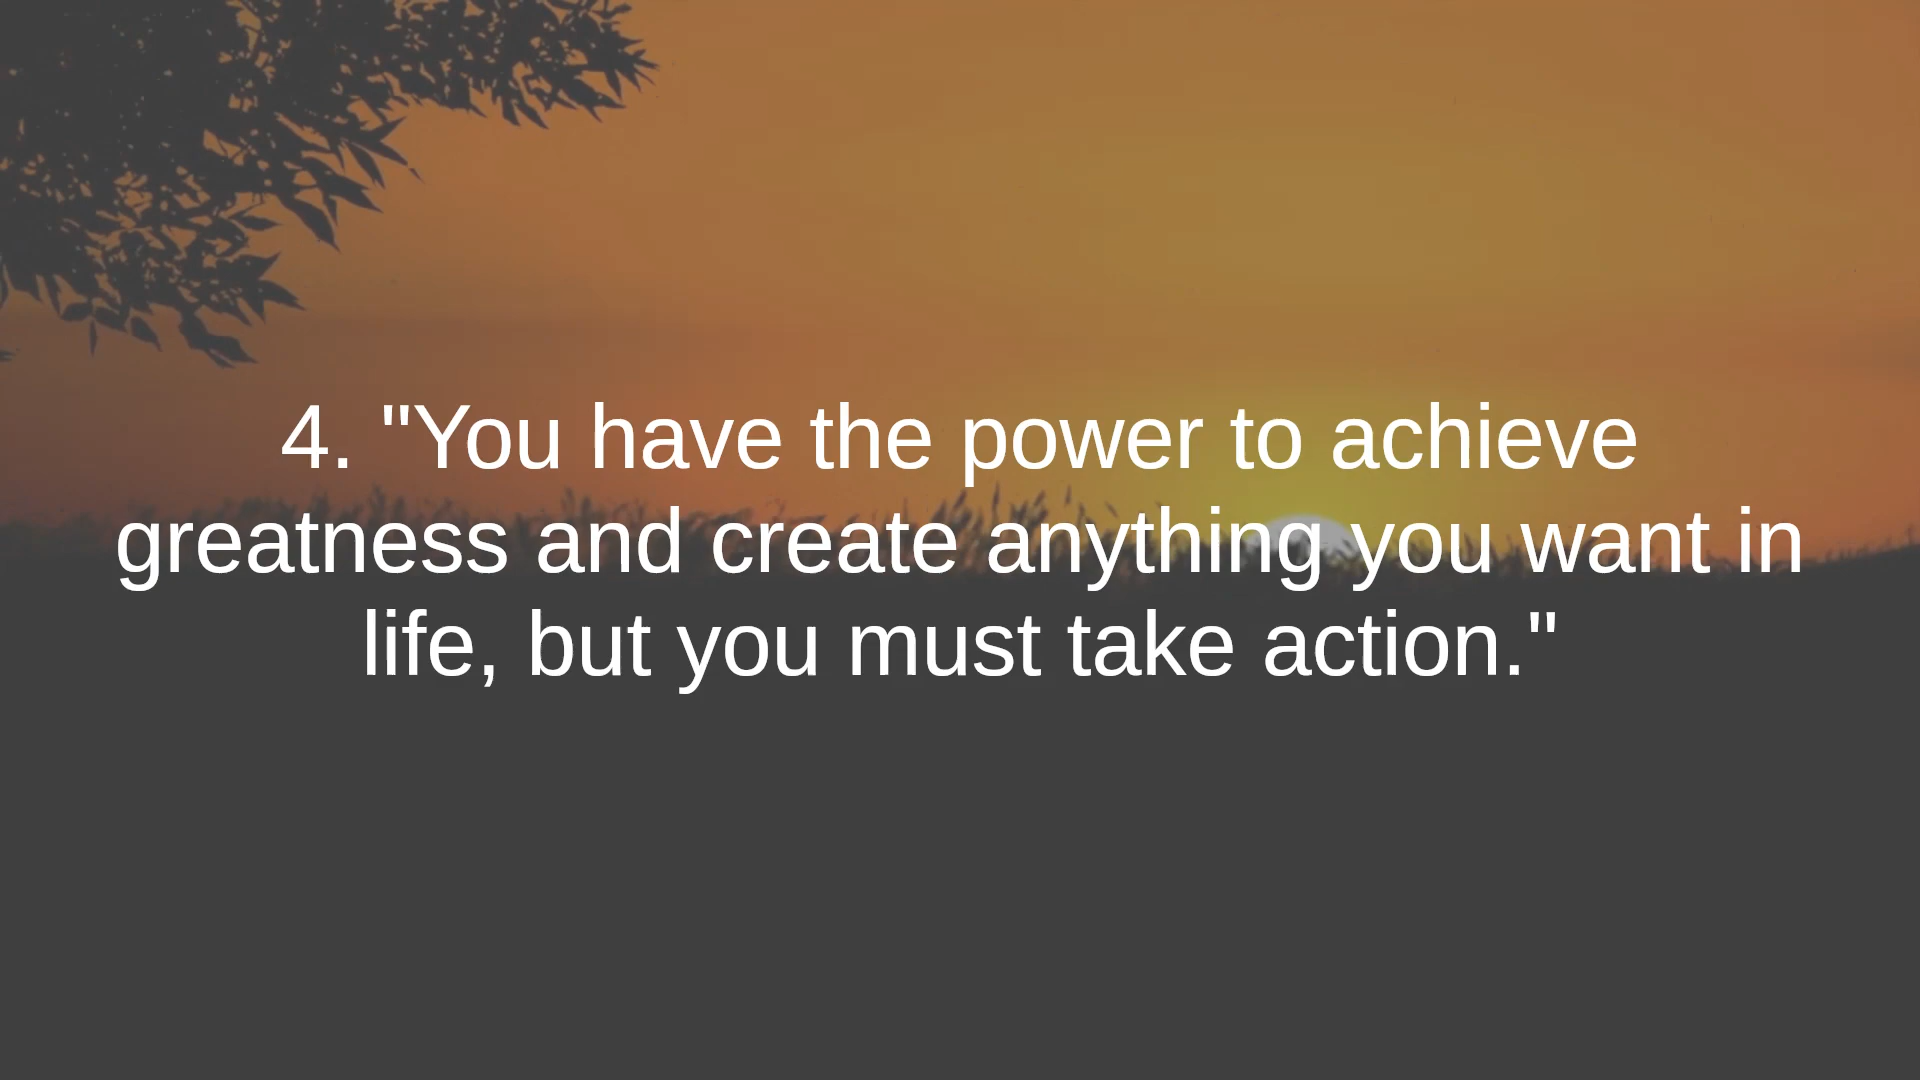 4. "You have the power to achieve
greatness and create anything you want in
life, but you must take action."